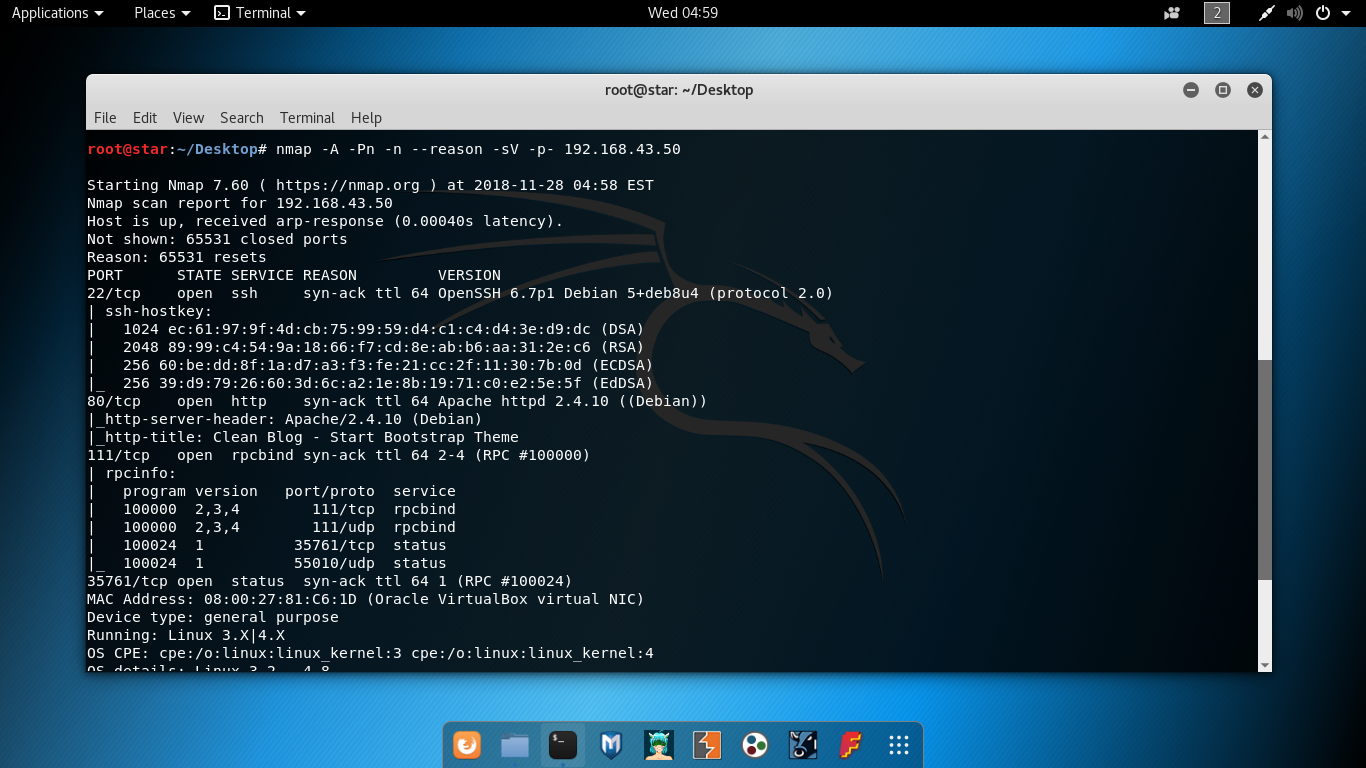 Applications Places Terminal Wed 04:59 2
root@star: ~/Desktop
File Edit View Search Terminal Help
root@star:~/Desktop# nmap -A -Pn -n --reason -sV -p- 192.168.43.50
Starting Nmap 7.60 ( https://nmap.org ) at 2018-11-28 04:58 EST
Nmap scan report for 192.168.43.50
Host is up, received arp-response (0.00040s latency).
Not shown: 65531 closed ports
Reason: 65531 resets
PORT      STATE SERVICE REASON         VERSION
22/tcp    open  ssh     syn-ack ttl 64 OpenSSH 6.7p1 Debian 5+deb8u4 (protocol 2.0)
| ssh-hostkey:
|   1024 ec:61:97:9f:4d:cb:75:99:59:d4:c1:c4:d4:3e:d9:dc (DSA)
|   2048 89:99:c4:54:9a:18:66:f7:cd:8e:ab:b6:aa:31:2e:c6 (RSA)
|   256 60:be:dd:8f:1a:d7:a3:f3:fe:21:cc:2f:11:30:7b:0d (ECDSA)
|_  256 39:d9:79:26:60:3d:6c:a2:1e:8b:19:71:c0:e2:5e:5f (EdDSA)
80/tcp    open  http    syn-ack ttl 64 Apache httpd 2.4.10 ((Debian))
|_http-server-header: Apache/2.4.10 (Debian)
|_http-title: Clean Blog - Start Bootstrap Theme
111/tcp   open  rpcbind syn-ack ttl 64 2-4 (RPC #100000)
| rpcinfo:
|   program version   port/proto  service
|   100000  2,3,4        111/tcp  rpcbind
|   100000  2,3,4        111/udp  rpcbind
|   100024  1          35761/tcp  status
|_  100024  1          55010/udp  status
35761/tcp open  status  syn-ack ttl 64 1 (RPC #100024)
MAC Address: 08:00:27:81:C6:1D (Oracle VirtualBox virtual NIC)
Device type: general purpose
Running: Linux 3.X|4.X
OS CPE: cpe:/o:linux:linux_kernel:3 cpe:/o:linux:linux_kernel:4
OS details: Linux 3.2 - 4.8